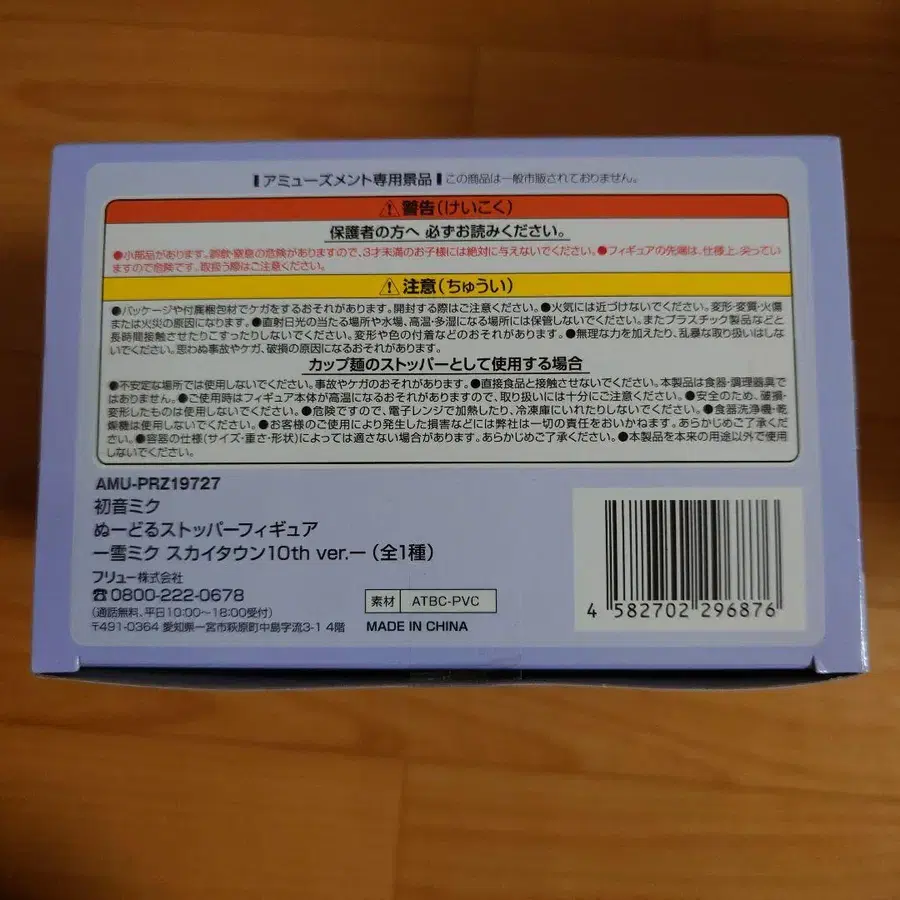 アミューズメント専用景品 この商品は一般市販されておりません。
⚠警告(けいこく)
保護者の方へ 必ずお読みください。
●小部品があります。誤飲・窒息の危険がありますので、3才未満のお子様には絶対に与えないでください。●フィギュアの先端は、仕様上、尖ってい
ますので危険です。取扱う際はご注意ください。
⚠注意(ちゅうい)
●パッケージや付属梱包材でケガをするおそれがあります。開封する際はご注意ください。●火気には近づけないでください。変形・変質・火傷
または火災の原因になります。●直射日光の当たる場所や水場、高温・多湿になる場所には保管しないでください。またプラスチック製品などと
長時間接触させたりこすったりしないでください。変形や色の付着などのおそれがあります。●無理な力を加えたり、乱暴な取り扱いはしな
いでください。思わぬ事故やケガ、破損の原因になるおそれがあります。
カップ麺のストッパーとして使用する場合
●不安定な場所では使用しないでください。事故やケガのおそれがあります。●直接食品と接触させないでください。本製品は食器・調理器具で
はありません。●ご使用時はフィギュア本体が高温になるおそれがあり、取り扱いには十分にご注意ください。●安全のため、破損・
変形したものは使用しないでください。●危険ですので、電子レンジで加熱したり、冷凍庫にいれたりしないでください。●食器洗浄機・乾
燥機は使用しないでください。●お客様のご使用により発生した損害などには弊社は一切の責任をおいかねます。あらかじめご了承くださ
い。●容器の仕様(サイズ・重さ・形状)によっては適さない場合があります。あらかじめご了承ください。●本製品を本来の用途以外で使用
しないでください。
AMU-PRZ19727
初音ミク
ぬーどるストッパーフィギュア
ー雪ミク スカイタウン10th ver.ー(全1種)
フリュー株式会社
☎0800-222-0678
(通話無料、平日10:00〜18:00受付)
〒491-0364 愛知県一宮市萩原町中島字流3-1 4階
素材 ATBC-PVC
MADE IN CHINA
4 582702 296876